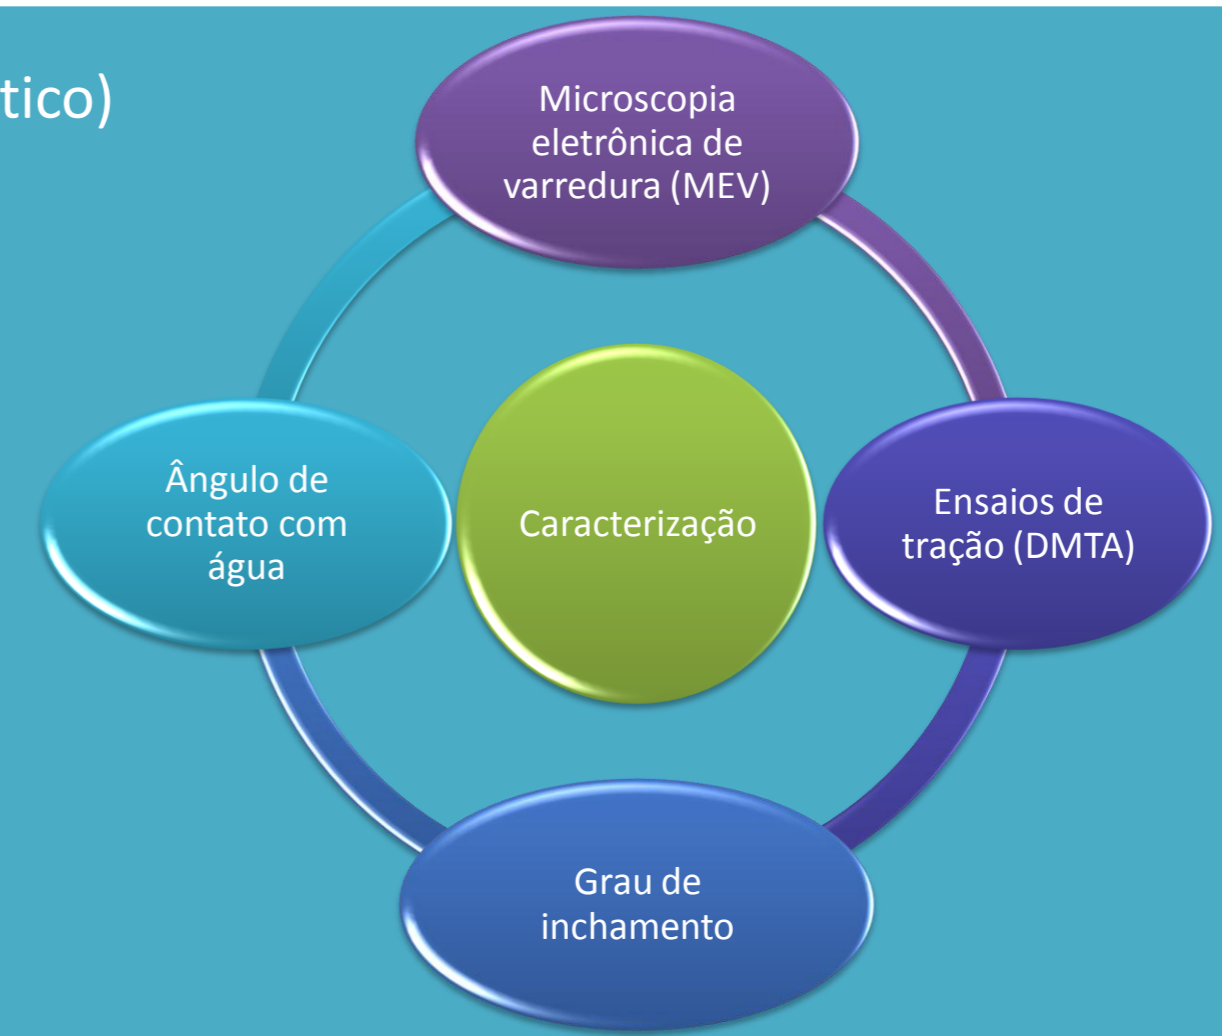 tico)
Microscopia
eletrônica de
varredura (MEV)
Ângulo de
contato com
água
Caracterização
Ensaios de
tração (DMTA)
Grau de
inchamento